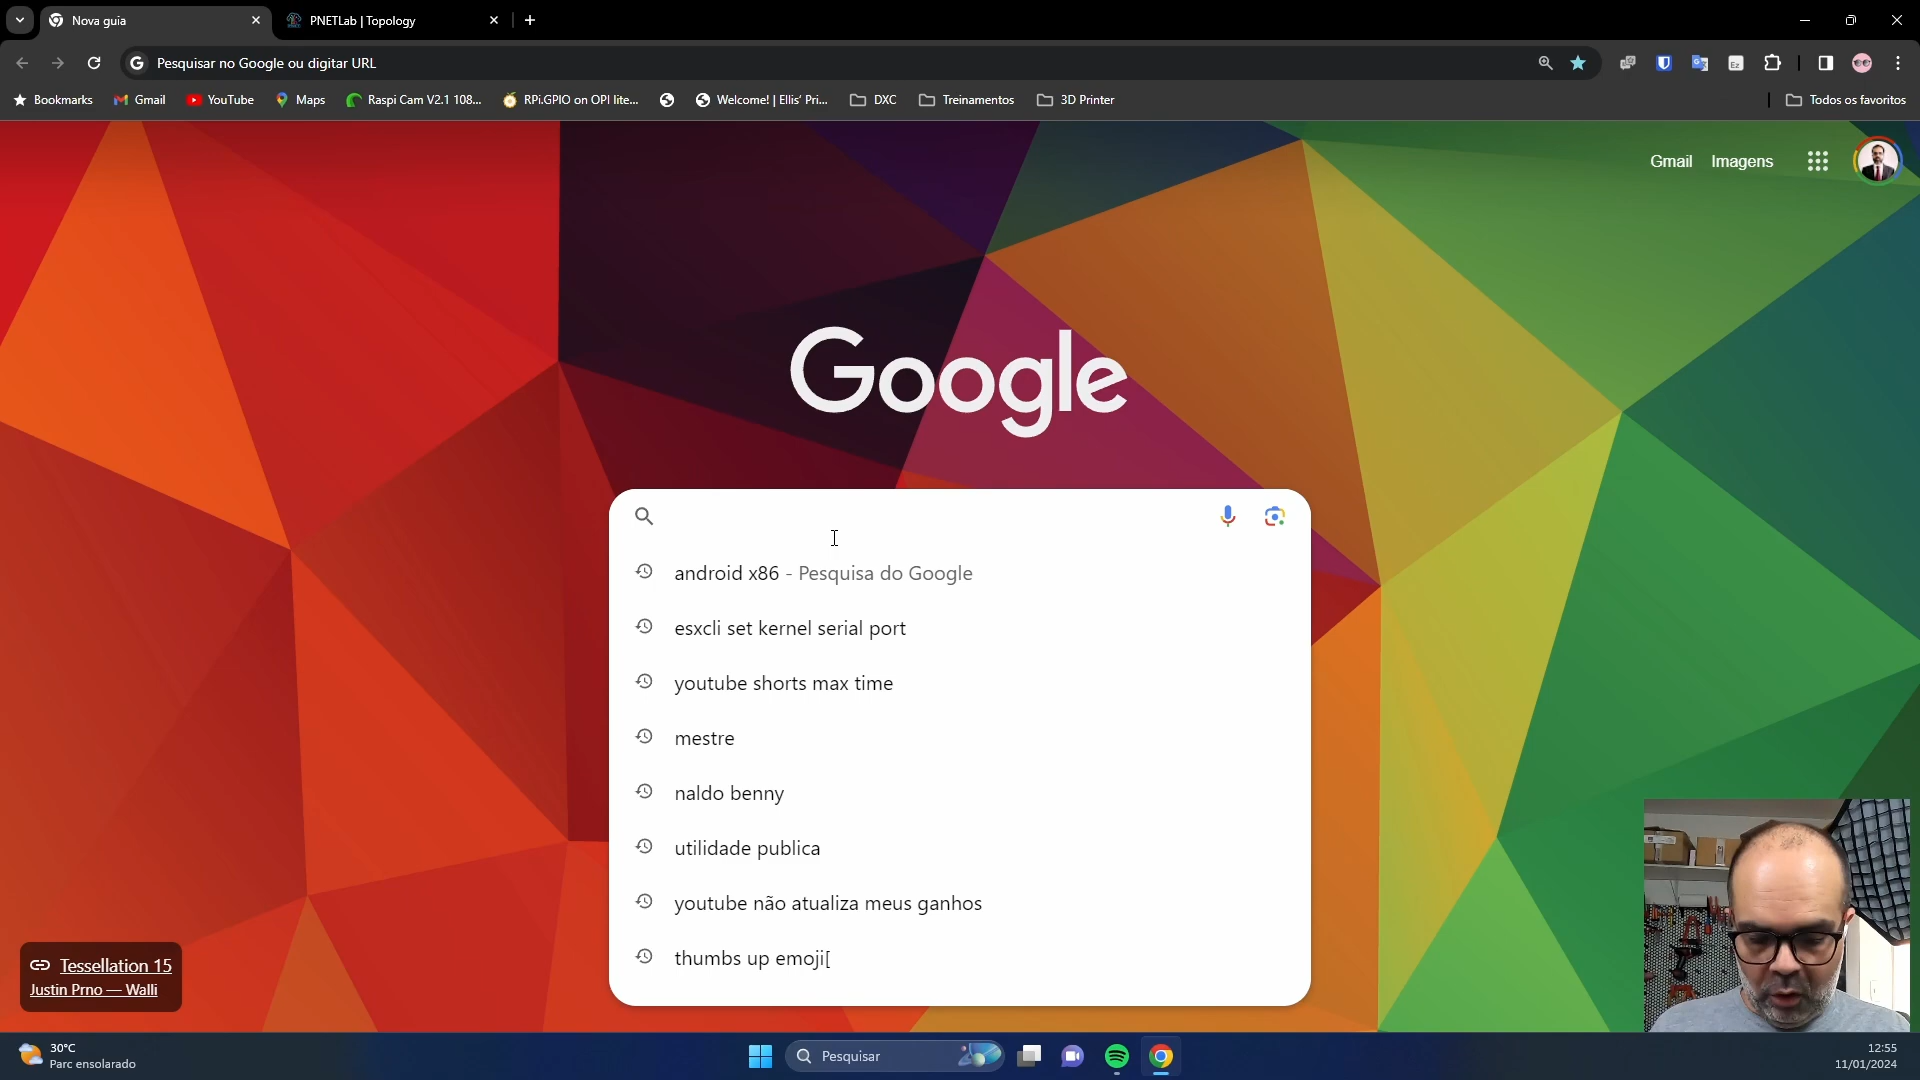 Nova guia
PNETLab | Topology
Pesquisar no Google ou digitar URL
Bookmarks
Gmail
YouTube
Maps
Raspi Cam V2.1 108...
RPi.GPIO on OPI lite...
Welcome! | Ellis' Pri...
DXC
Treinamentos
3D Printer
Todos os favoritos
Gmail
Imagens
Google
android x86 - Pesquisa do Google
esxcli set kernel serial port
youtube shorts max time
mestre
naldo benny
utilidade publica
youtube não atualiza meus ganhos
thumbs up emoji[
Tessellation 15
Justin Prno — Walli
30°C
Parc ensolarado
Pesquisar
12:55
11/01/2024